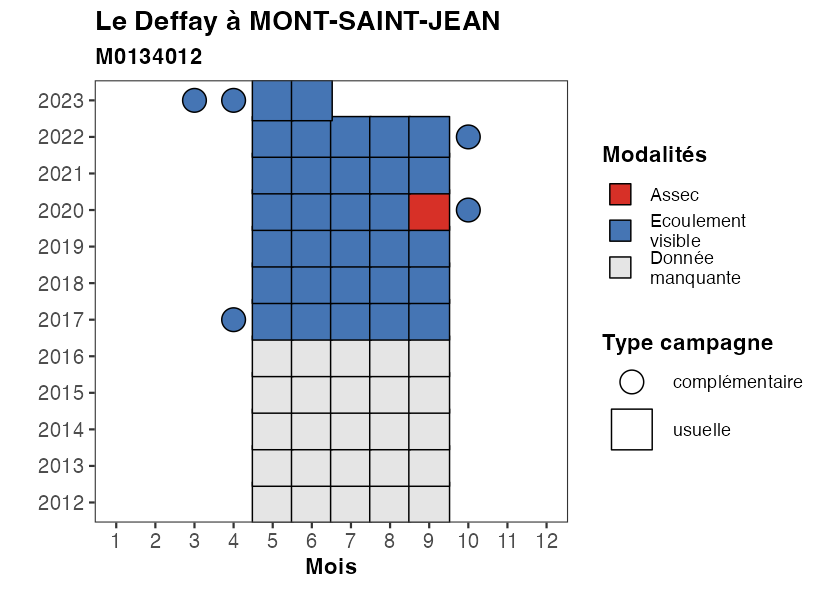 Le Deffay à MONT-SAINT-JEAN
M0134012
2023
2022
2021
2020
2019
2018
2017
2016
2015
2014
2013
2012
1 2 3 4 5 6 7 8 9 10 11 12
Mois
Modalités
Assec
Ecoulement
visible
Donnée
manquante
Type campagne
complémentaire
usuelle